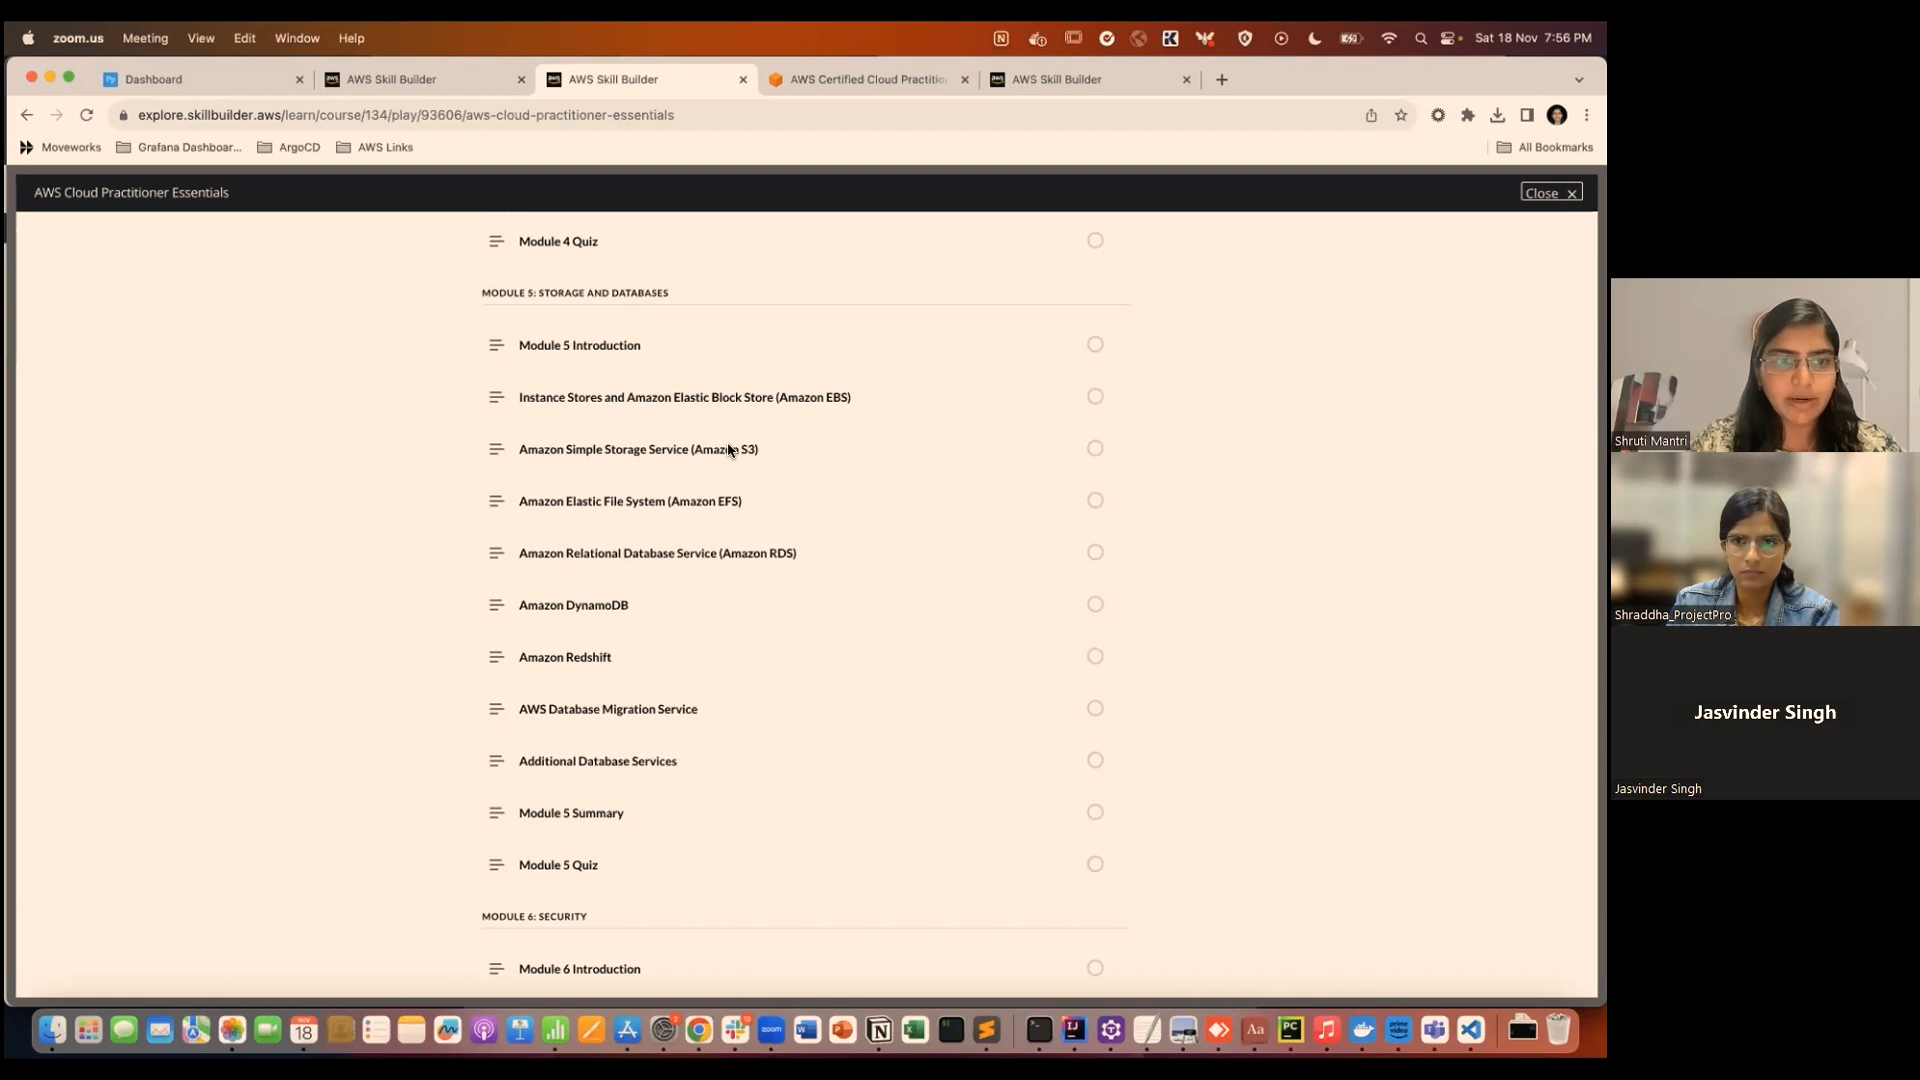 zoom.us Meeting View Edit Window Help Sat 18 Nov 7:56 PM
Dashboard AWS Skill Builder AWS Skill Builder AWS Certified Cloud Practitio AWS Skill Builder
explore.skillbuilder.aws/learn/course/134/play/93606/aws-cloud-practitioner-essentials
Moveworks Grafana Dashboar... ArgoCD AWS Links All Bookmarks
AWS Cloud Practitioner Essentials Close
Module 4 Quiz
MODULE 5: STORAGE AND DATABASES
Module 5 Introduction
Instance Stores and Amazon Elastic Block Store (Amazon EBS)
Amazon Simple Storage Service (Amazon S3)
Amazon Elastic File System (Amazon EFS)
Amazon Relational Database Service (Amazon RDS)
Amazon DynamoDB
Amazon Redshift
AWS Database Migration Service
Additional Database Services
Module 5 Summary
Module 5 Quiz
MODULE 6: SECURITY
Module 6 Introduction
Shruti Mantri
Shraddha_ProjectPro
Jasvinder Singh
Jasvinder Singh